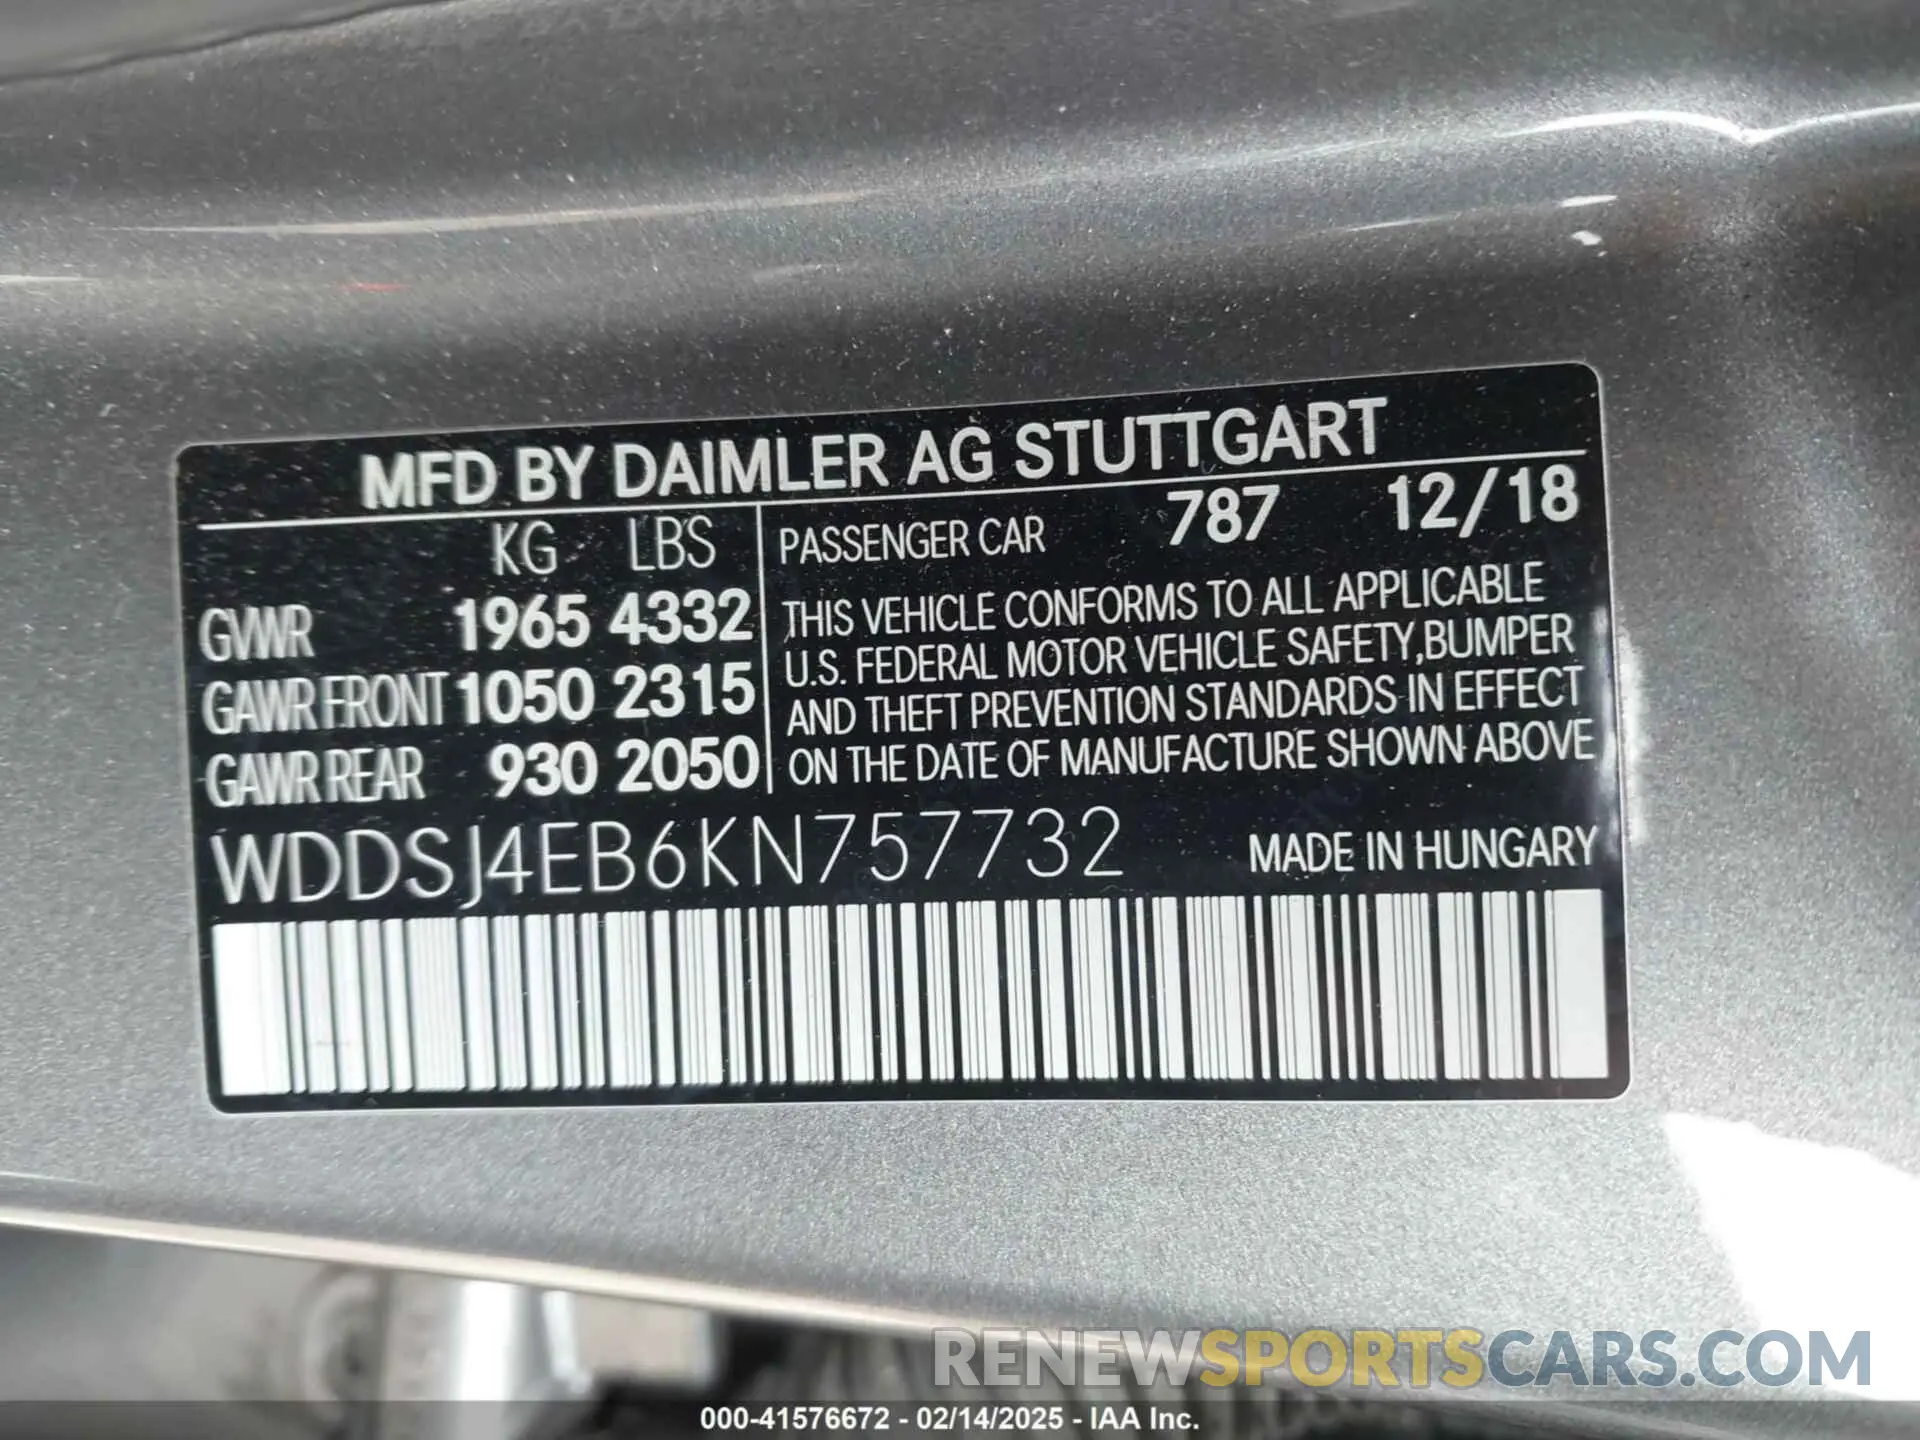 MFD BY DAIMLER AG STUTTGART
KG LBS
GVWR 1965 4332
GAWR FRONT 1050 2315
GAWR REAR 930 2050
PASSENGER CAR 787 12/18
THIS VEHICLE CONFORMS TO ALL APPLICABLE
U.S. FEDERAL MOTOR VEHICLE SAFETY,BUMPER
AND THEFT PREVENTION STANDARDS IN EFFECT
ON THE DATE OF MANUFACTURE SHOWN ABOVE
WDDSJ4EB6KN757732 MADE IN HUNGARY
RENEWSPORTSCARS.COM
000-41576672 - 02/14/2025 - IAA Inc.